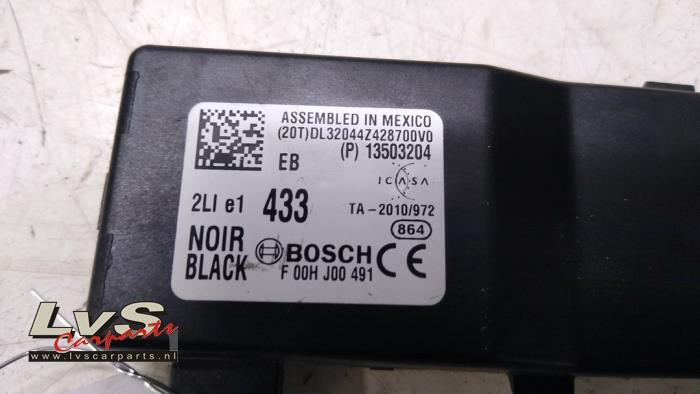 ASSEMBLED IN MEXICO
(20T)DL32044Z428700V0
(P) 13503204
EB
ICASA
2LI e1 433
TA-2010/972
864
NOIR
BLACK
BOSCH
F 00H J00 491
CE
LvS
Carparts
www.lvscarparts.nl